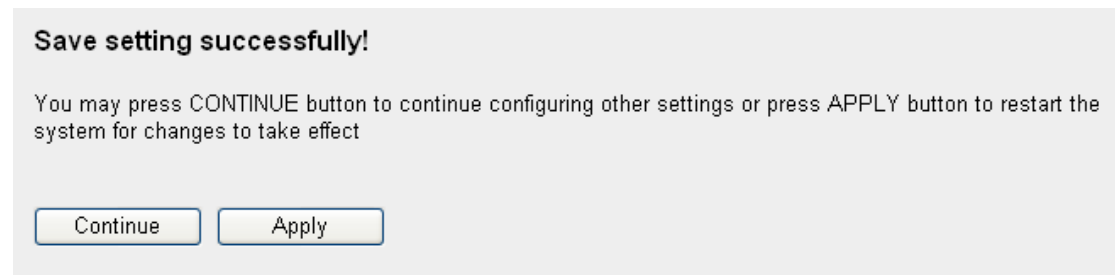 Save setting successfully!
You may press CONTINUE button to continue configuring other settings or press APPLY button to restart the
system for changes to take effect
Continue Apply